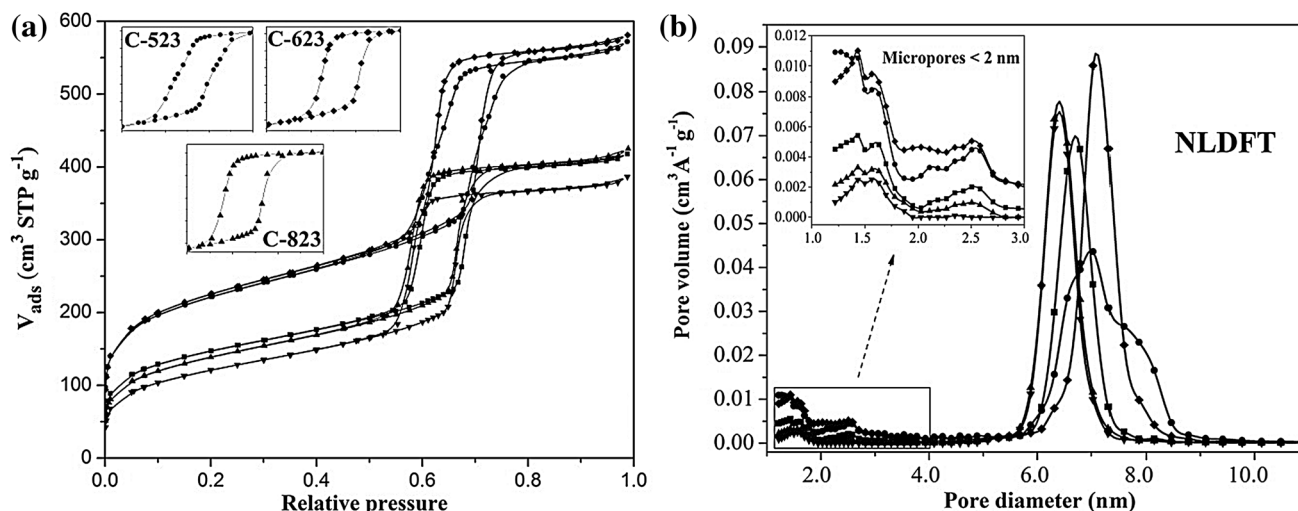 (a)
600
500
400
300
200
100
0
V_ads (cm³ STP g⁻¹)
C-523
C-623
C-823
0.0 0.2 0.4 0.6 0.8 1.0
Relative pressure
(b)
0.09
0.08
0.07
0.06
0.05
0.04
0.03
0.02
0.01
0.00
Pore volume (cm³A⁻¹ g⁻¹)
0.012
0.010
0.008
0.006
0.004
0.002
0.000
Micropores < 2 nm
1.0 1.5 2.0 2.5 3.0
NLDFT
2.0 4.0 6.0 8.0 10.0
Pore diameter (nm)